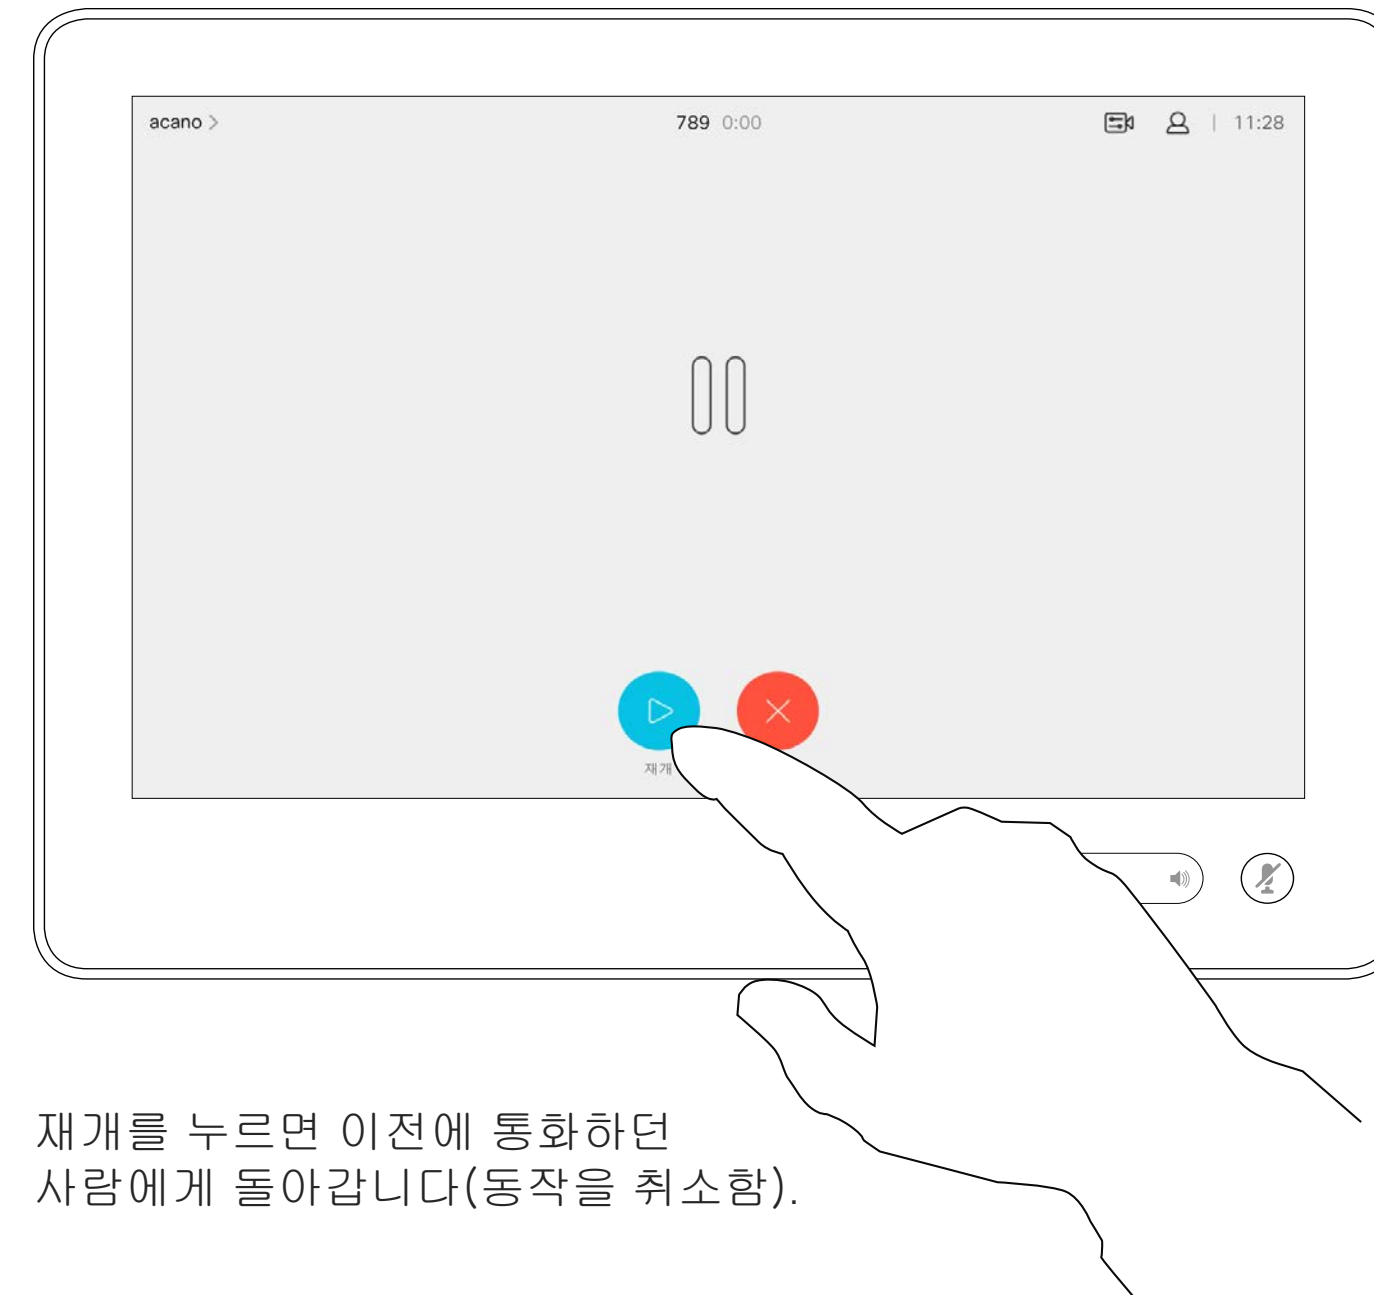 acano >
789 0:00
11:28
재개
재개를 누르면 이전에 통화하던
사람에게 돌아갑니다(동작을 취소함).